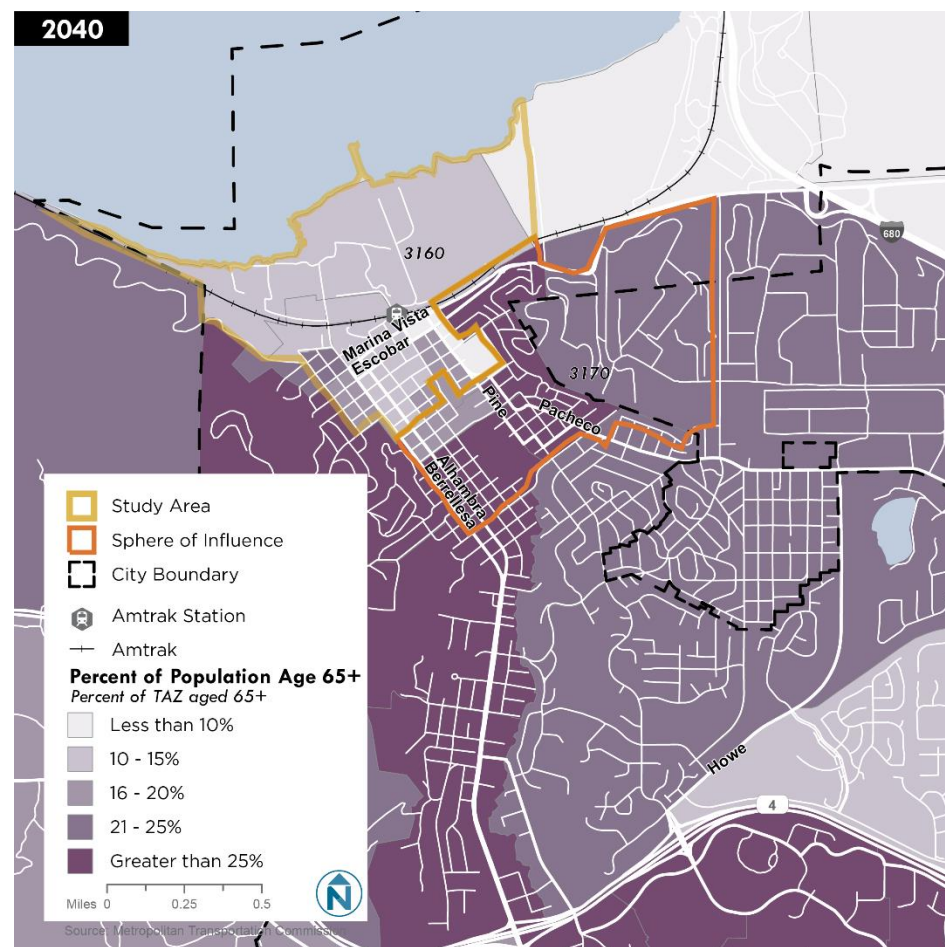 2040
680
3160
Marina Vista
Escobar
3170
Pine
Pacheco
Alhambra
Berrellesa
Howe
4
Study Area
Sphere of Influence
City Boundary
Amtrak Station
Amtrak
Percent of Population Age 65+
Percent of TAZ aged 65+
Less than 10%
10 - 15%
16 - 20%
21 - 25%
Greater than 25%
Miles 0 0.25 0.5
N
Source: Metropolitan Transportation Commission